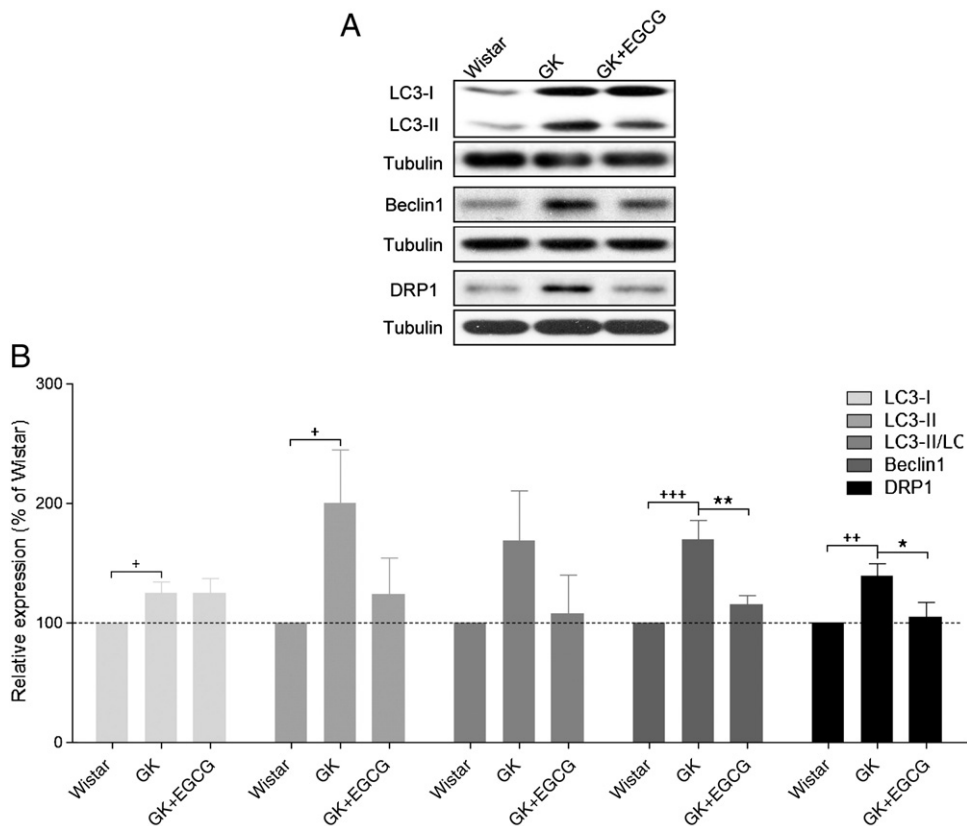 A
Wistar GK GK+EGCG
LC3-I
LC3-II
Tubulin
Beclin1
Tubulin
DRP1
Tubulin
B
Relative expression (% of Wistar)
300
200
100
0
+
+
+++ **
++ *
LC3-I
LC3-II
LC3-II/LC
Beclin1
DRP1
Wistar GK GK+EGCG Wistar GK GK+EGCG Wistar GK GK+EGCG Wistar GK GK+EGCG Wistar GK GK+EGCG